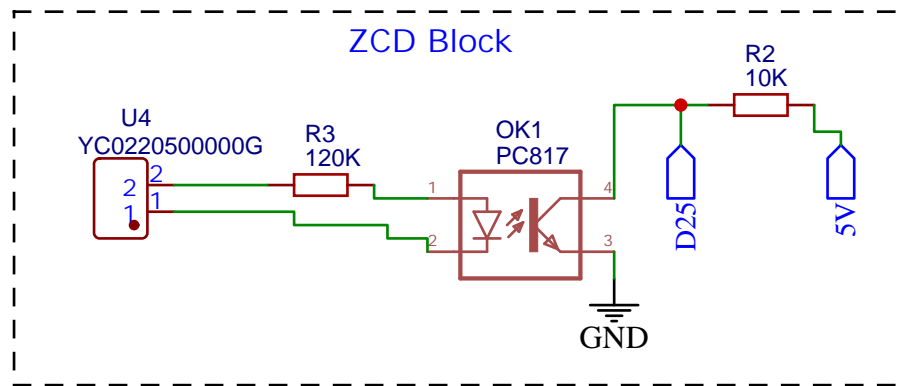 ZCD Block
R2
10K
U4
YC0220500000G
R3
120K
OK1
PC817
2
2
1
1
1
2
4
3
D25
5V
GND